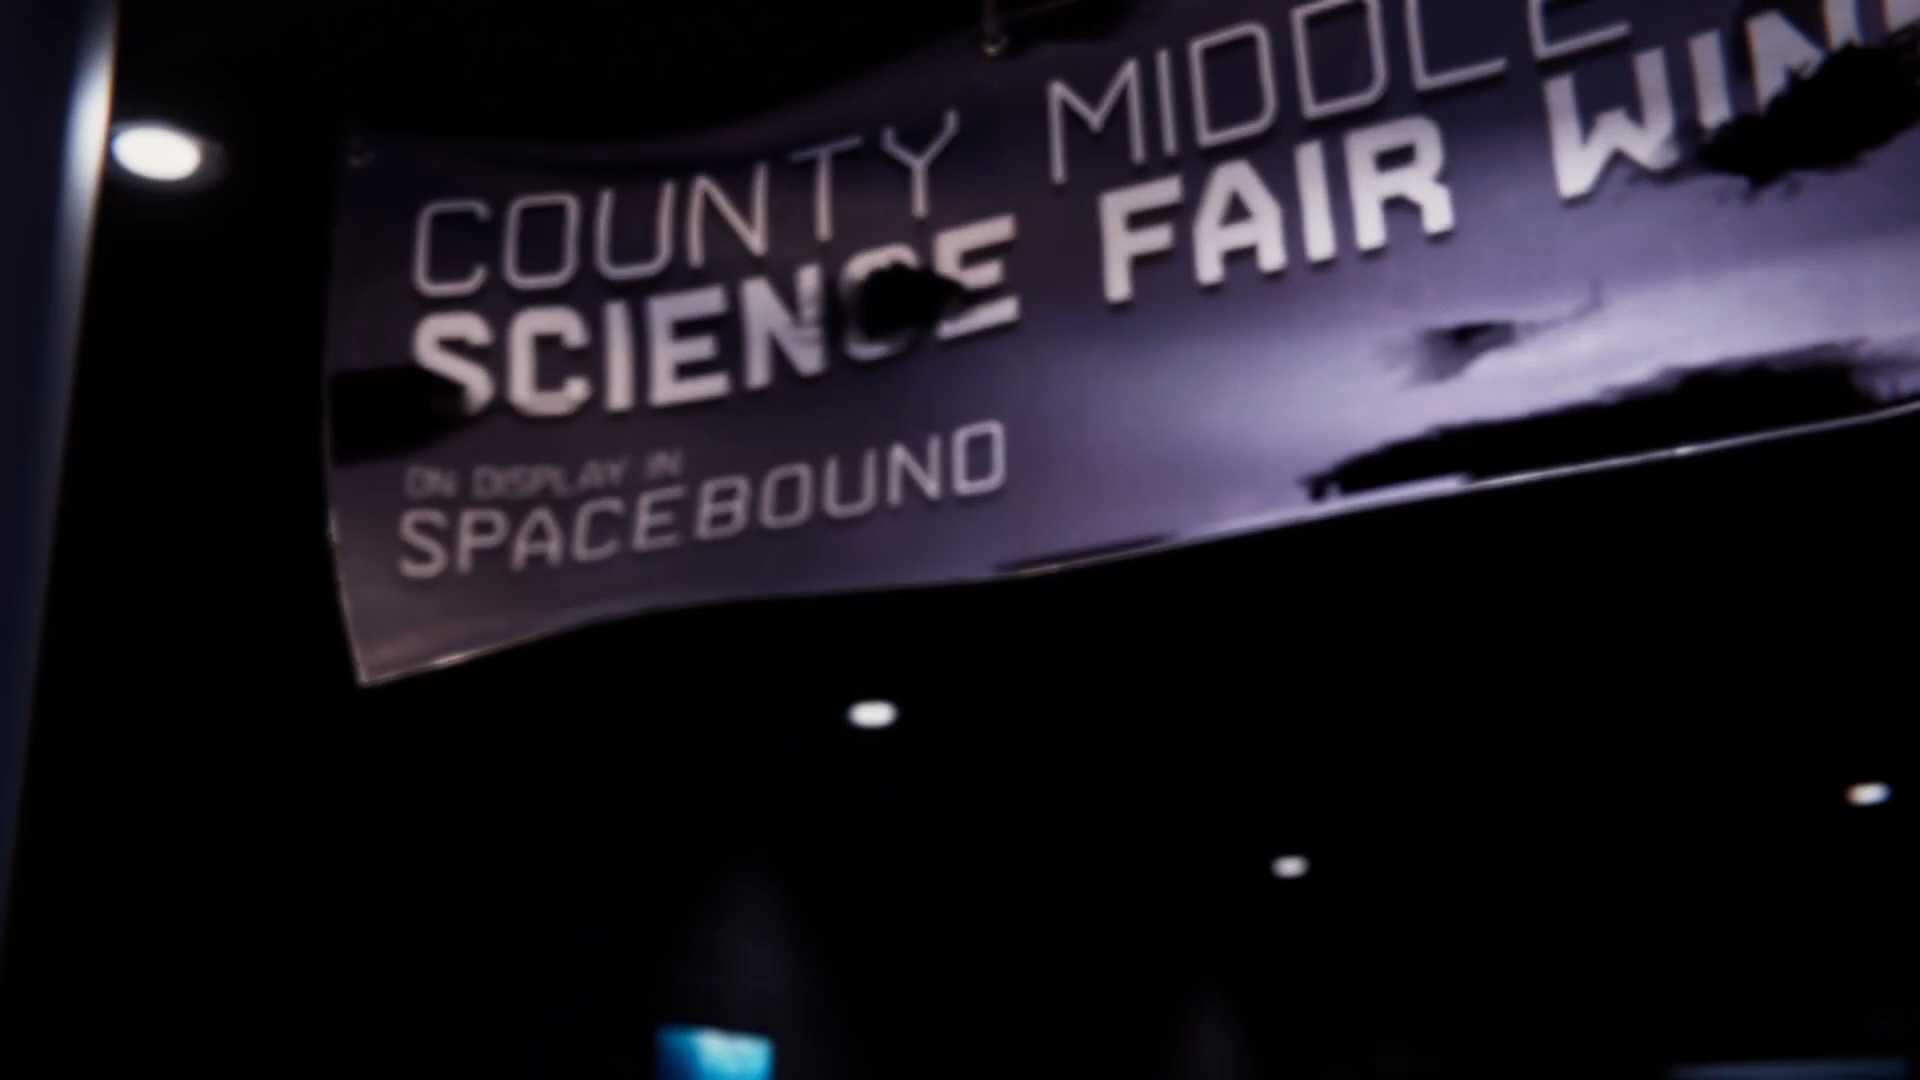 COUNTY MIDDLE
SCIENCE FAIR
ON DISPLAY IN
SPACEBOUND